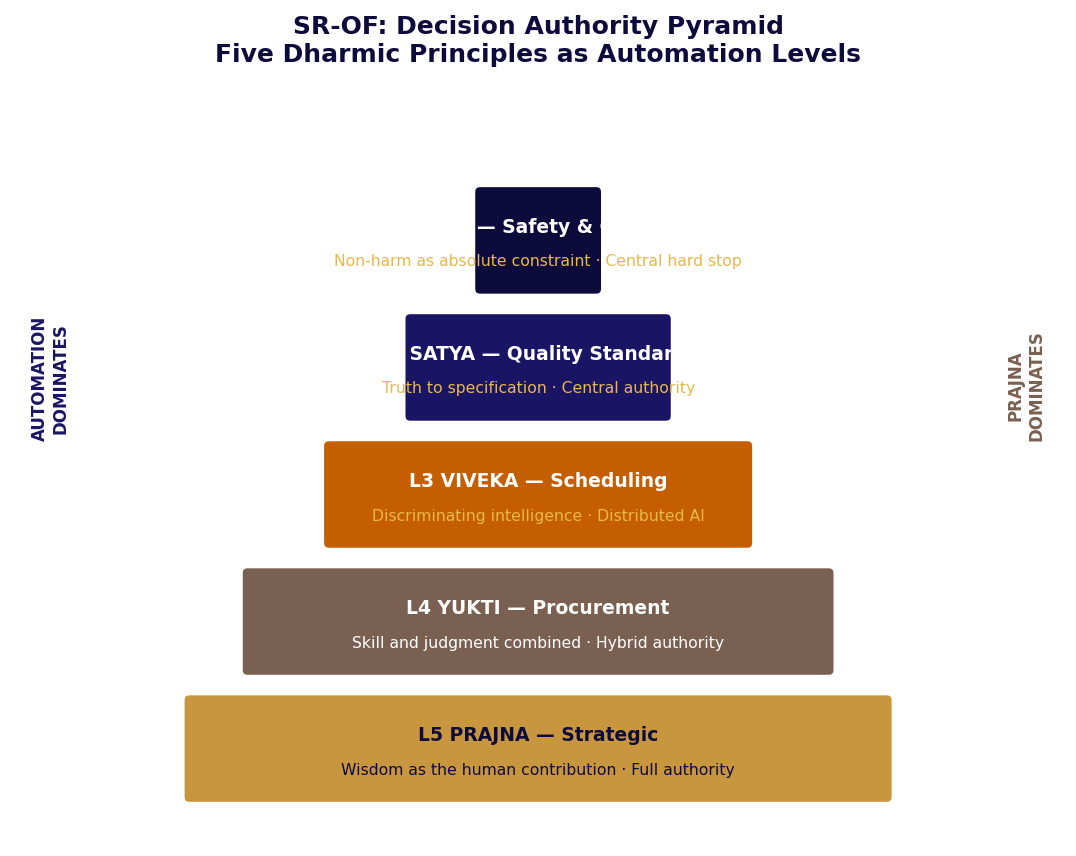 SR-OF: Decision Authority Pyramid
Five Dharmic Principles as Automation Levels
— Safety &
Non-harm as absolute constraint · Central hard stop
AUTOMATION
DOMINATES
PRAJNA
DOMINATES
SATYA — Quality Standar
Truth to specification · Central authority
L3 VIVEKA — Scheduling
Discriminating intelligence · Distributed AI
L4 YUKTI — Procurement
Skill and judgment combined · Hybrid authority
L5 PRAJNA — Strategic
Wisdom as the human contribution · Full authority